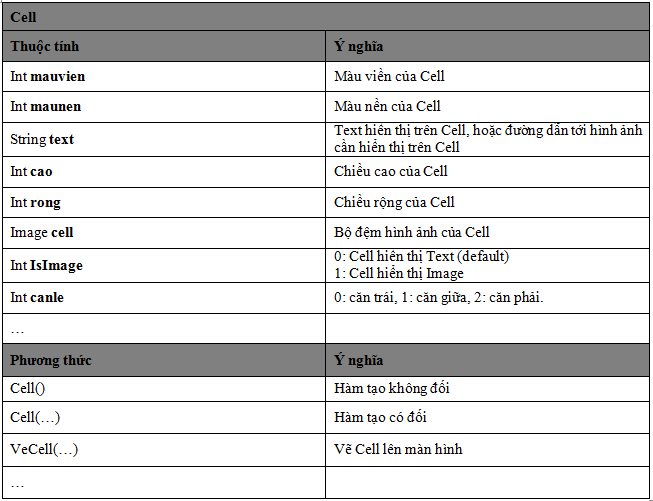 Cell
Thuộc tính Ý nghĩa
Int mauvien Màu viền của Cell
Int maunen Màu nền của Cell
String text Text hiên thị trên Cell, hoặc đường dẫn tới hình ảnh
cần hiển thị trên Cell
Int cao Chiều cao của Cell
Int rong Chiều rộng của Cell
Image cell Bộ đệm hình ảnh của Cell
Int IsImage 0: Cell hiên thị Text (default)
1: Cell hiển thị Image
Int canle 0: căn trái, 1: căn giữa, 2: căn phải.
…
Phương thức Ý nghĩa
Cell() Hàm tạo không đối
Cell(…) Hàm tạo có đối
VeCell(…) Vẽ Cell lên màn hình
…